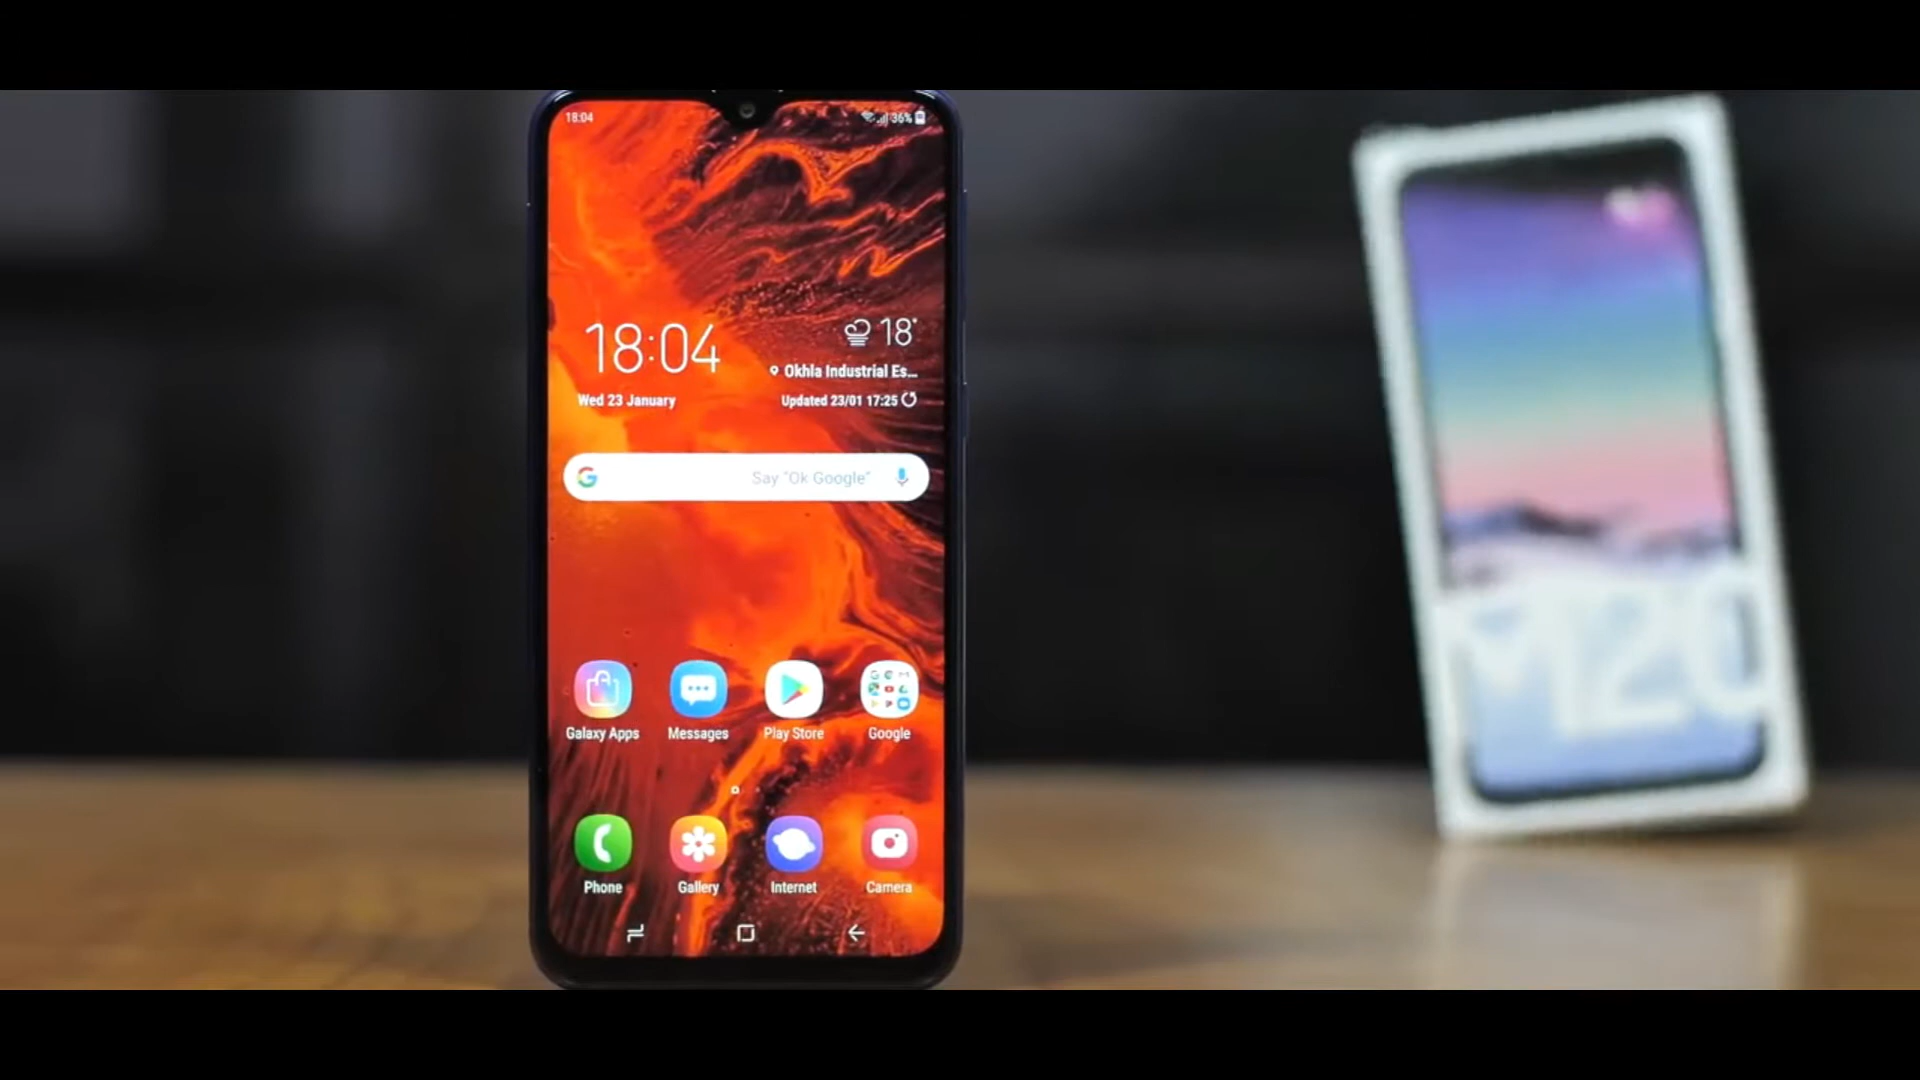 18:04
36%
18:04
18°
Okhla Industrial Es...
Wed 23 January
Updated 23/01 17:25
Say "Ok Google"
Galaxy Apps
Messages
Play Store
Google
Phone
Gallery
Internet
Camera
M20